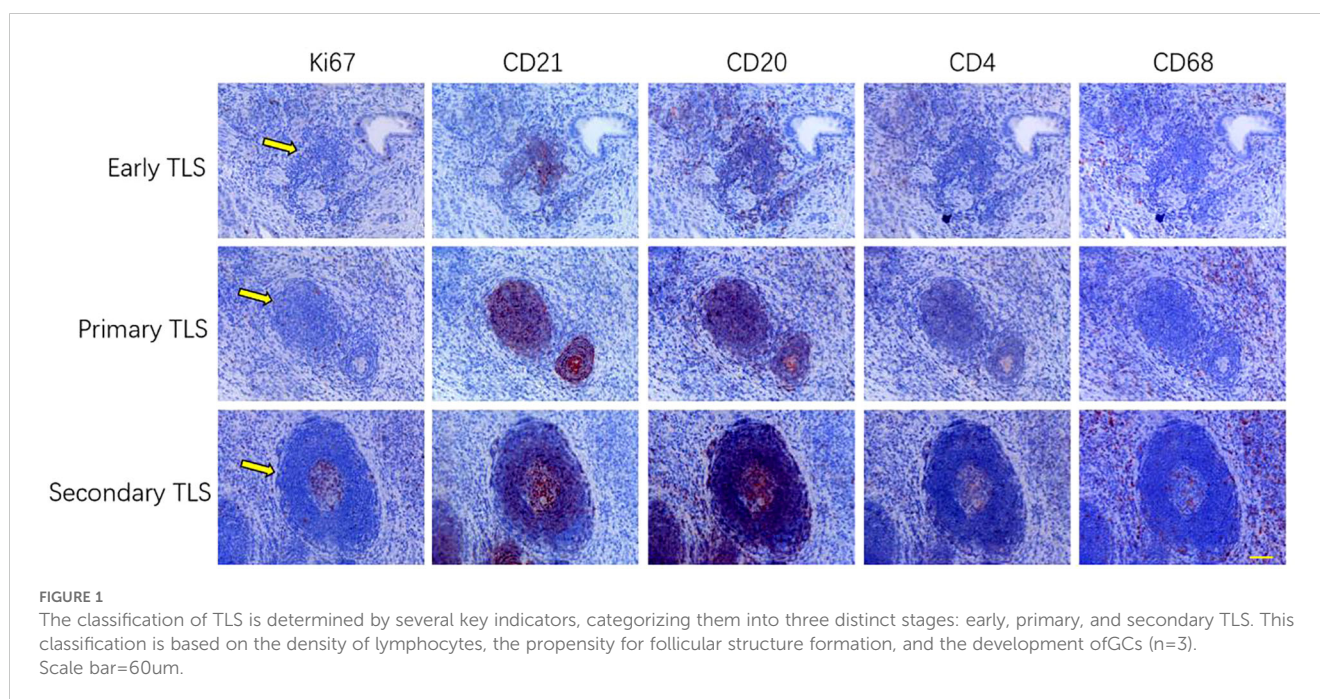 Ki67 CD21 CD20 CD4 CD68
Early TLS
Primary TLS
Secondary TLS
FIGURE 1
The classification of TLS is determined by several key indicators, categorizing them into three distinct stages: early, primary, and secondary TLS. This
classification is based on the density of lymphocytes, the propensity for follicular structure formation, and the development ofGCs (n=3).
Scale bar=60um.